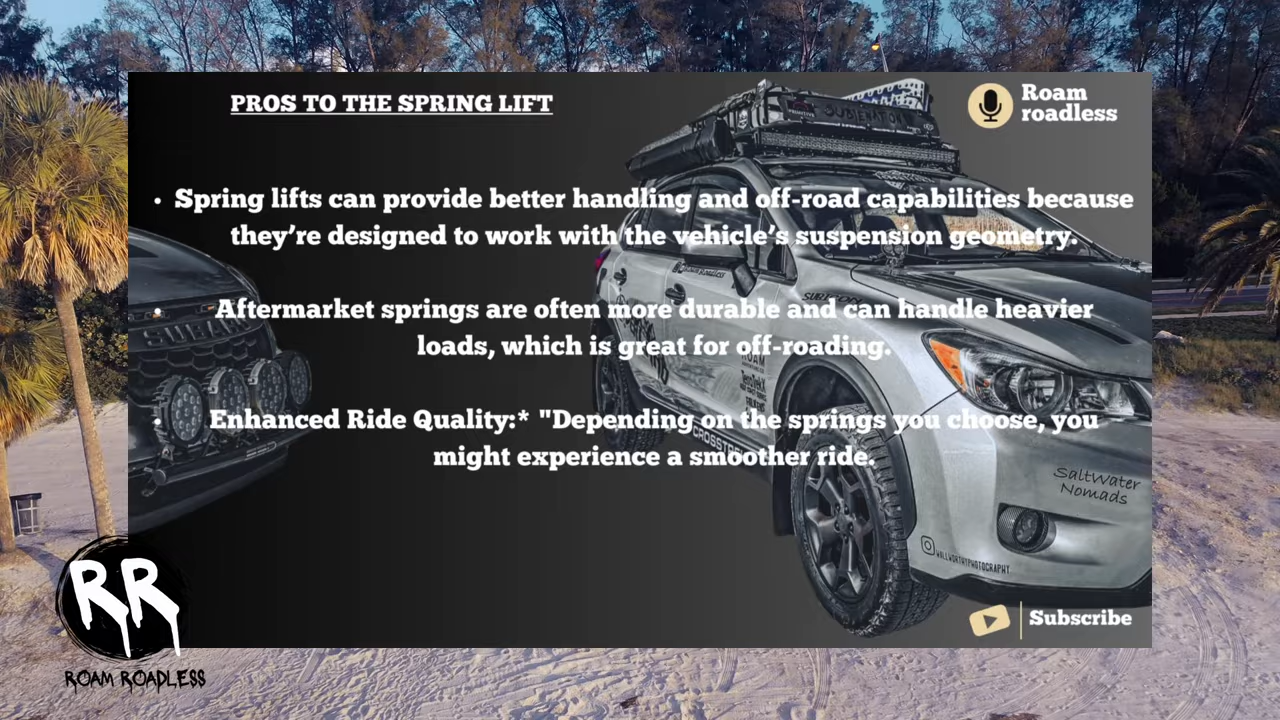 PROS TO THE SPRING LIFT
Roam
roadless
• Spring lifts can provide better handling and off-road capabilities because
they’re designed to work with the vehicle’s suspension geometry.
• Aftermarket springs are often more durable and can handle heavier
loads, which is great for off-roading.
• Enhanced Ride Quality:* "Depending on the springs you choose, you
might experience a smoother ride.
SaltWater
Nomads
WALLWORTHYPHOTOGRAPHY
Subscribe
RR
ROAM ROADLESS